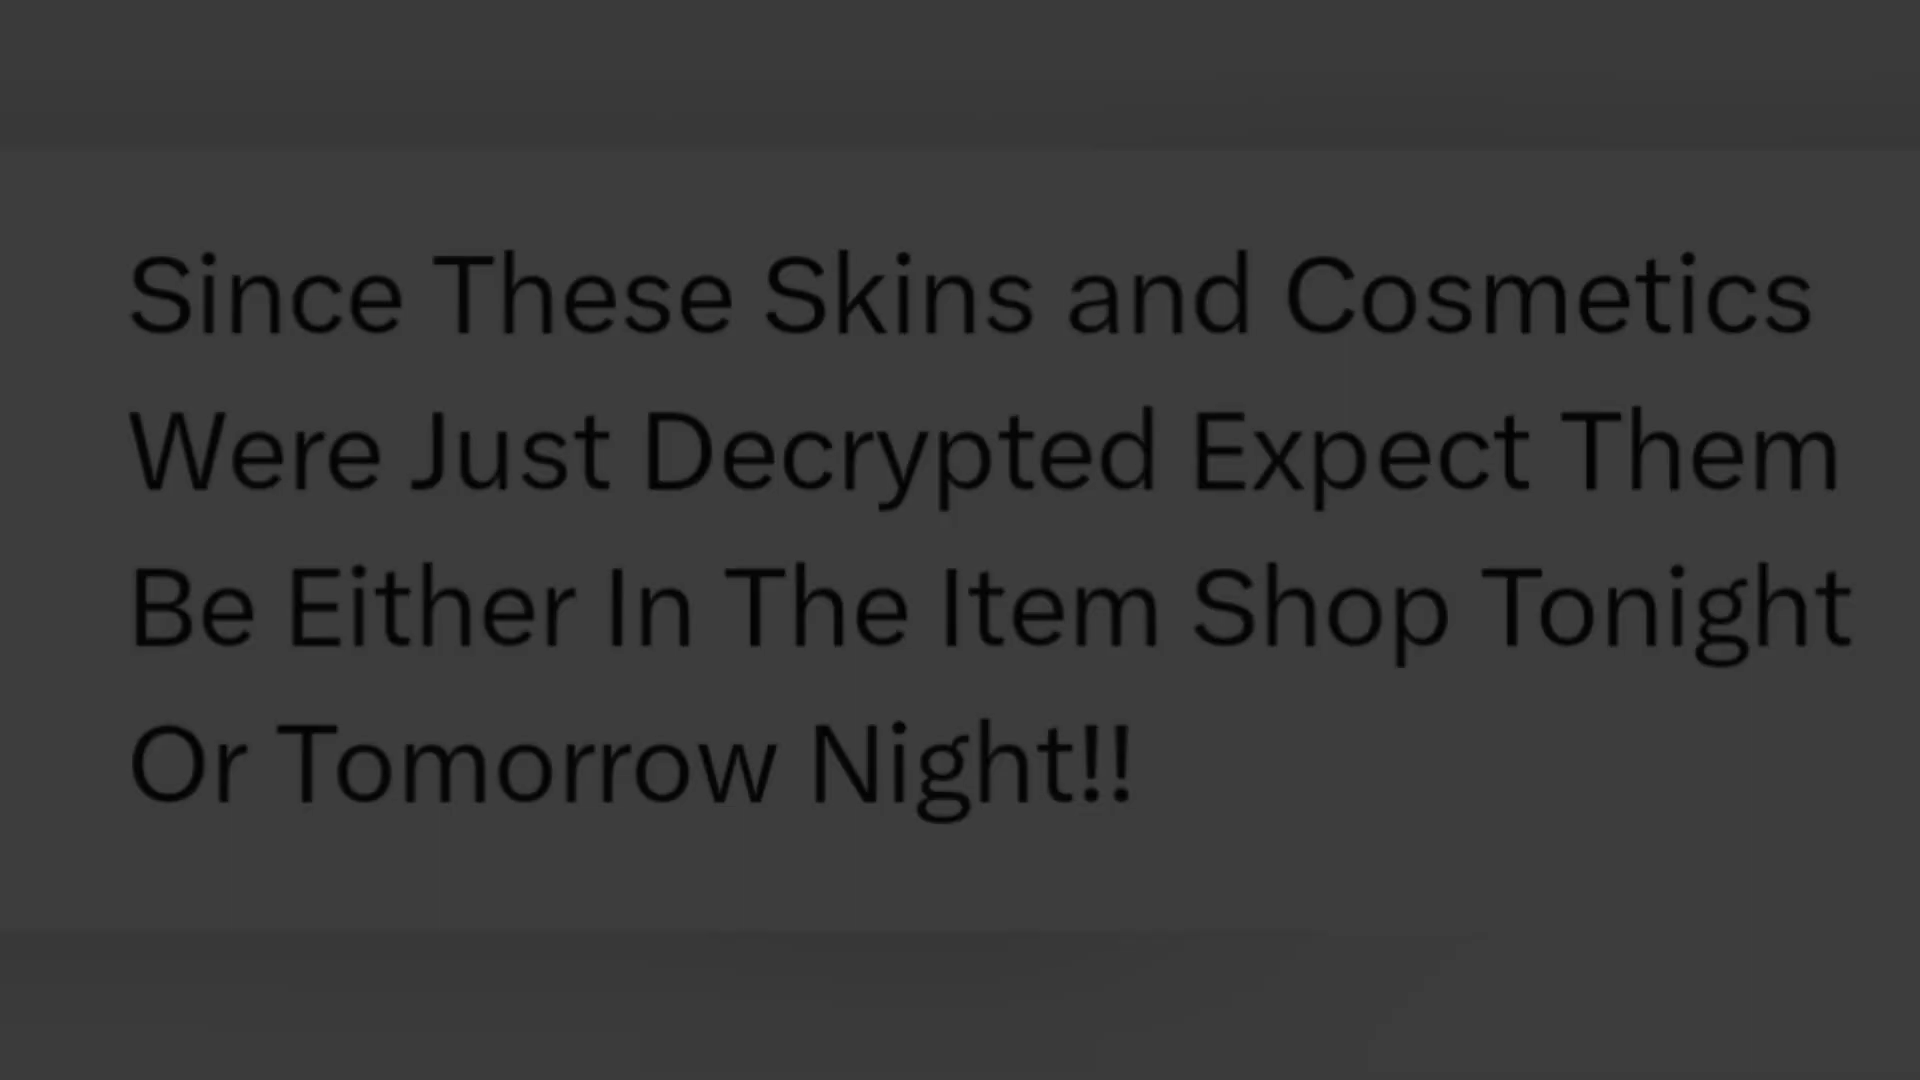 Since These Skins and Cosmetics
Were Just Decrypted Expect Them
Be Either In The Item Shop Tonight
Or Tomorrow Night!!